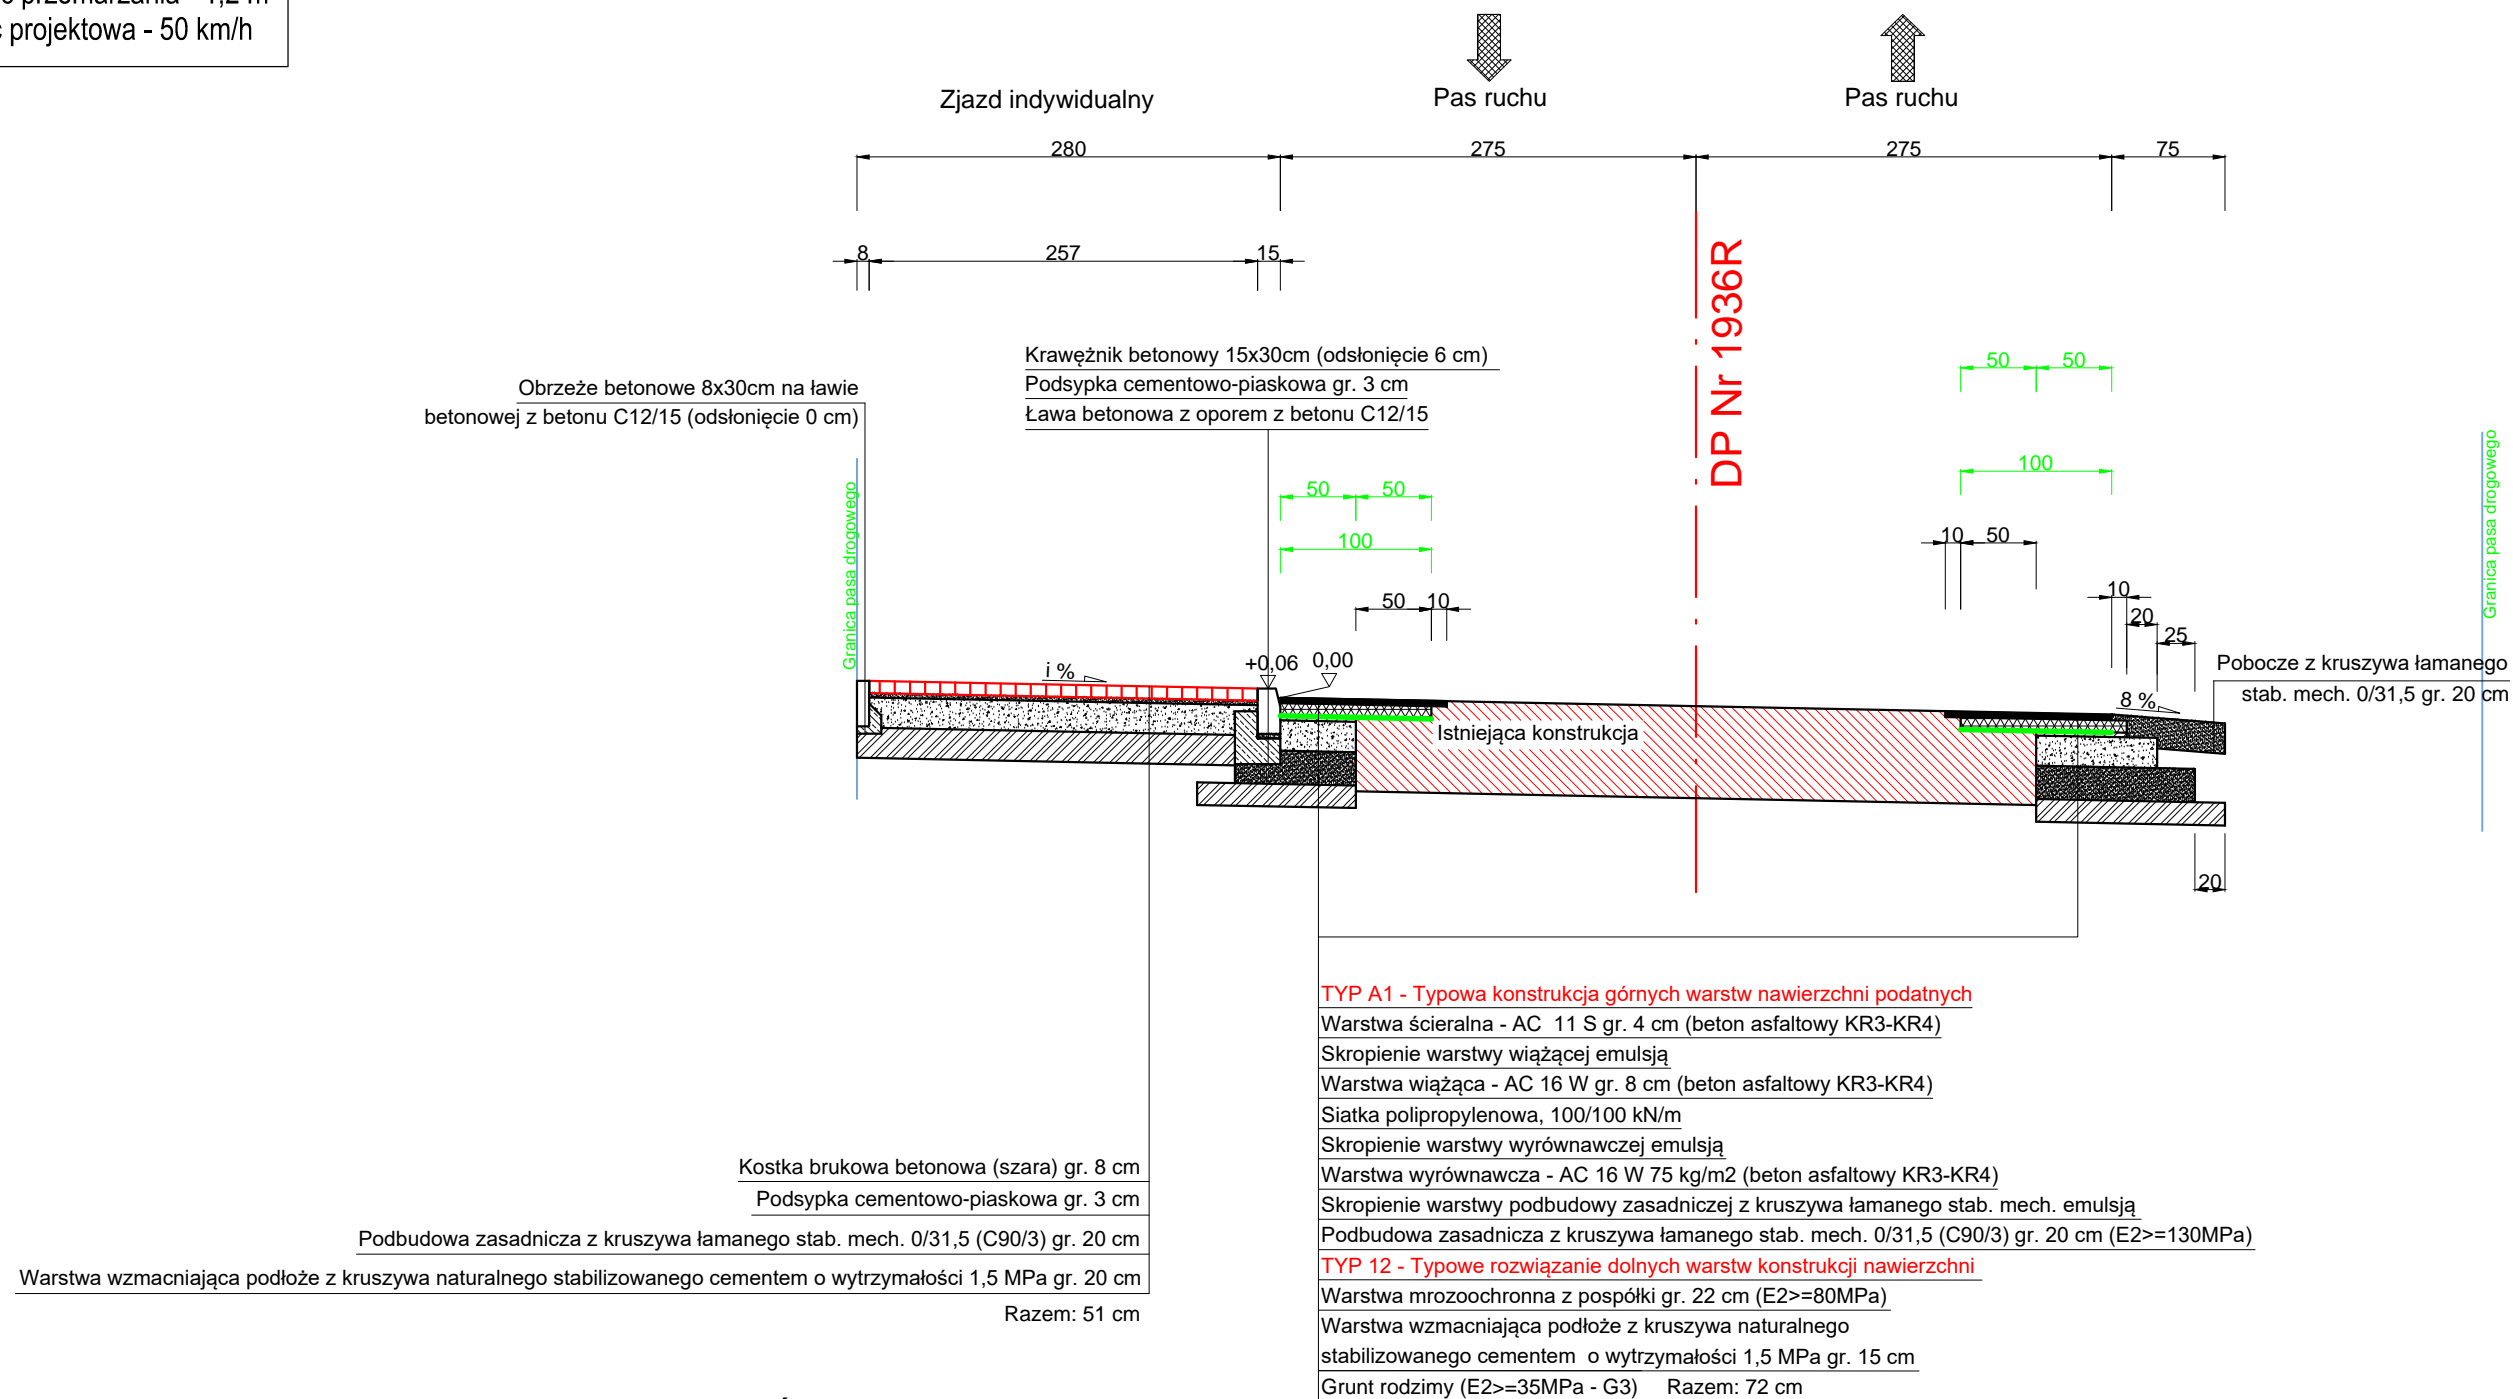 przemarzania - 1,2 m
projektowa - 50 km/h
Zjazd indywidualny
Pas ruchu
Pas ruchu
280
275
275
75
8
257
15
DP Nr 1936R
Krawężnik betonowy 15x30cm (odsłonięcie 6 cm)
Podsypka cementowo-piaskowa gr. 3 cm
Ława betonowa z oporem z betonu C12/15
Obrzeże betonowe 8x30cm na ławie
betonowej z betonu C12/15 (odsłonięcie 0 cm)
50
50
100
50
50
100
Granica pasa drogowego
Granica pasa drogowego
10
50
50
10
10
20
25
i %
+0,06
0,00
8 %
Pobocze z kruszywa łamanego
stab. mech. 0/31,5 gr. 20 cm
Istniejąca konstrukcja
20
TYP A1 - Typowa konstrukcja górnych warstw nawierzchni podatnych
Warstwa ścieralna - AC 11 S gr. 4 cm (beton asfaltowy KR3-KR4)
Skropienie warstwy wiążącej emulsją
Warstwa wiążąca - AC 16 W gr. 8 cm (beton asfaltowy KR3-KR4)
Siatka polipropylenowa, 100/100 kN/m
Skropienie warstwy wyrównawczej emulsją
Warstwa wyrównawcza - AC 16 W 75 kg/m2 (beton asfaltowy KR3-KR4)
Skropienie warstwy podbudowy zasadniczej z kruszywa łamanego stab. mech. emulsją
Podbudowa zasadnicza z kruszywa łamanego stab. mech. 0/31,5 (C90/3) gr. 20 cm (E2>=130MPa)
TYP 12 - Typowe rozwiązanie dolnych warstw konstrukcji nawierzchni
Warstwa mrozoochronna z pospółki gr. 22 cm (E2>=80MPa)
Warstwa wzmacniająca podłoże z kruszywa naturalnego
stabilizowanego cementem o wytrzymałości 1,5 MPa gr. 15 cm
Grunt rodzimy (E2>=35MPa - G3) Razem: 72 cm
Kostka brukowa betonowa (szara) gr. 8 cm
Podsypka cementowo-piaskowa gr. 3 cm
Podbudowa zasadnicza z kruszywa łamanego stab. mech. 0/31,5 (C90/3) gr. 20 cm
Warstwa wzmacniająca podłoże z kruszywa naturalnego stabilizowanego cementem o wytrzymałości 1,5 MPa gr. 20 cm
Razem: 51 cm